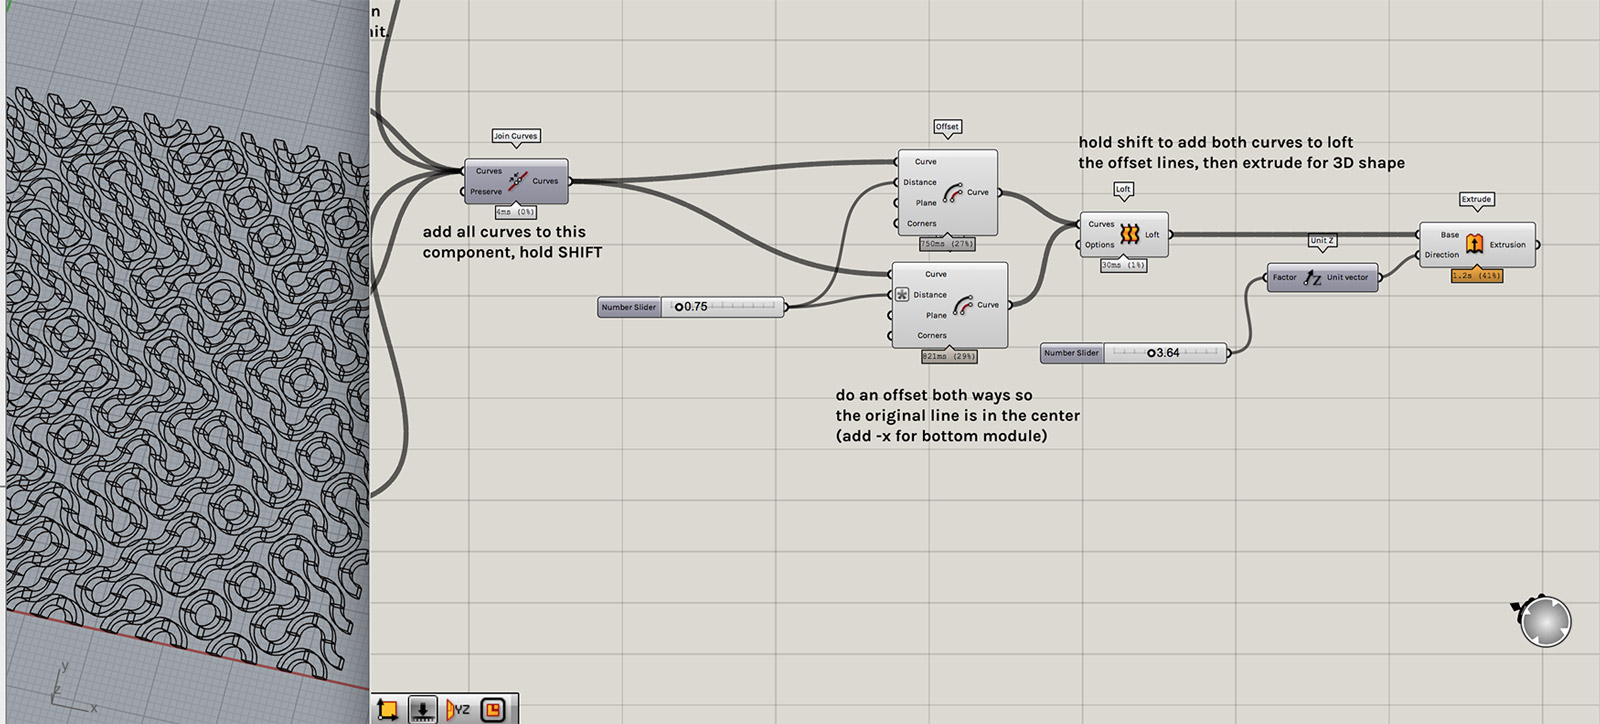 n
nit.
Join Curves
Curves
Preserve
Curves
4ms (0%)
add all curves to this
component, hold SHIFT
Number Slider
0.75
Offset
Curve
Distance
Plane
Corners
Curve
750ms (27%)
Curve
Distance
Plane
Corners
Curve
821ms (29%)
do an offset both ways so
the original line is in the center
(add -x for bottom module)
hold shift to add both curves to loft
the offset lines, then extrude for 3D shape
Loft
Curves
Options
Loft
30ms (1%)
Number Slider
3.64
Unit Z
Factor
Z
Unit vector
Extrude
Base
Direction
Extrusion
1.2s (41%)
y
z
x
YZ